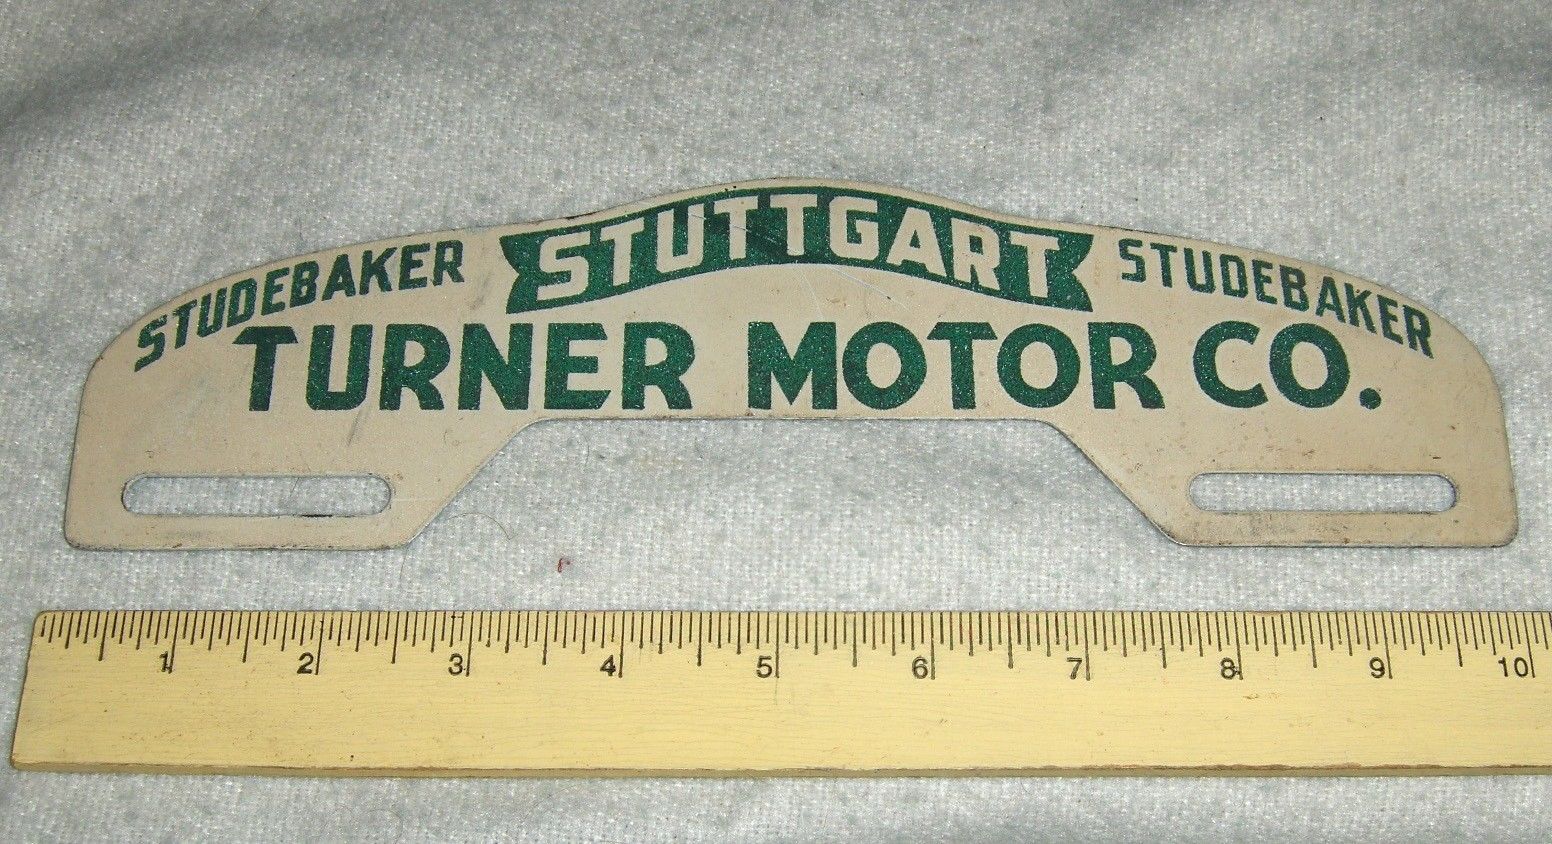 STUDEBAKER STUTTGART STUDEBAKER
TURNER MOTOR CO.
1 2 3 4 5 6 7 8 9 10